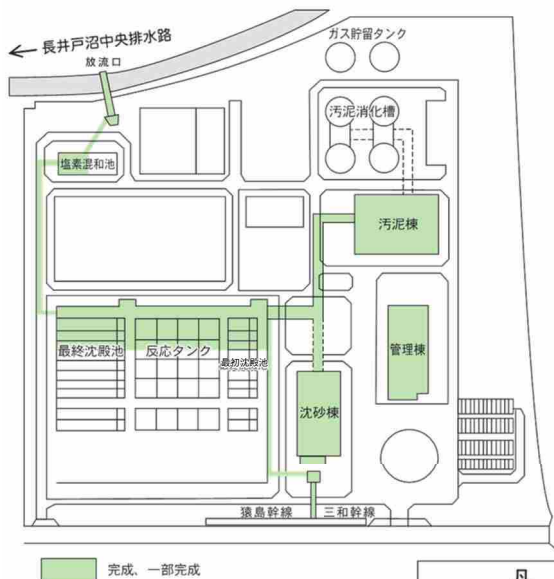 長井戸沼中央排水路
放流口
ガス貯留タンク
汚泥消化槽
塩素混和池
汚泥棟
最終沈殿池
反応タンク
最初沈殿池
管理棟
沈砂棟
猿島幹線
三和幹線
完成、一部完成
凡